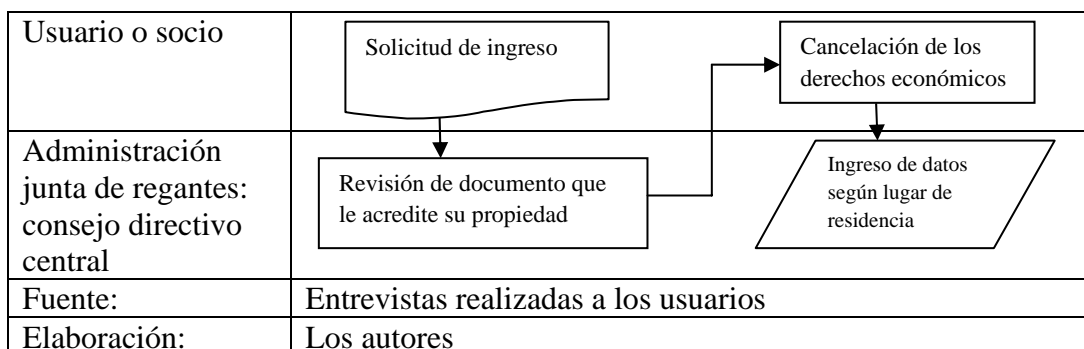 Usuario o socio
Solicitud de ingreso
Cancelación de los
derechos económicos
Administración
junta de regantes:
consejo directivo
central
Revisión de documento que
le acredite su propiedad
Ingreso de datos
según lugar de
residencia
Fuente:
Entrevistas realizadas a los usuarios
Elaboración:
Los autores